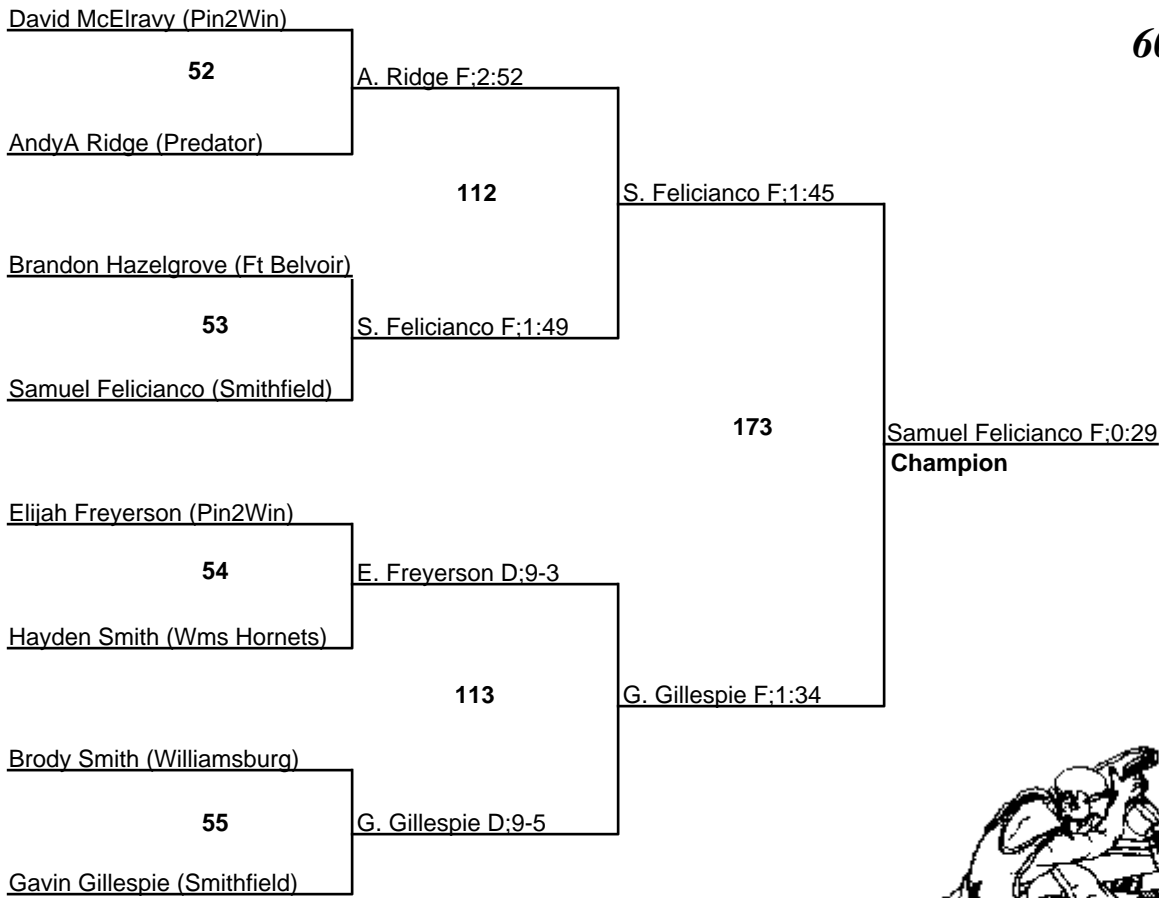 David McElravy (Pin2Win)
52
A. Ridge F;2:52
AndyA Ridge (Predator)
112
S. Felicianco F;1:45
Brandon Hazelgrove (Ft Belvoir)
53
S. Felicianco F;1:49
Samuel Felicianco (Smithfield)
173
Samuel Felicianco F;0:29
Champion
Elijah Freyerson (Pin2Win)
54
E. Freyerson D;9-3
Hayden Smith (Wms Hornets)
113
G. Gillespie F;1:34
Brody Smith (Williamsburg)
55
G. Gillespie D;9-5
Gavin Gillespie (Smithfield)